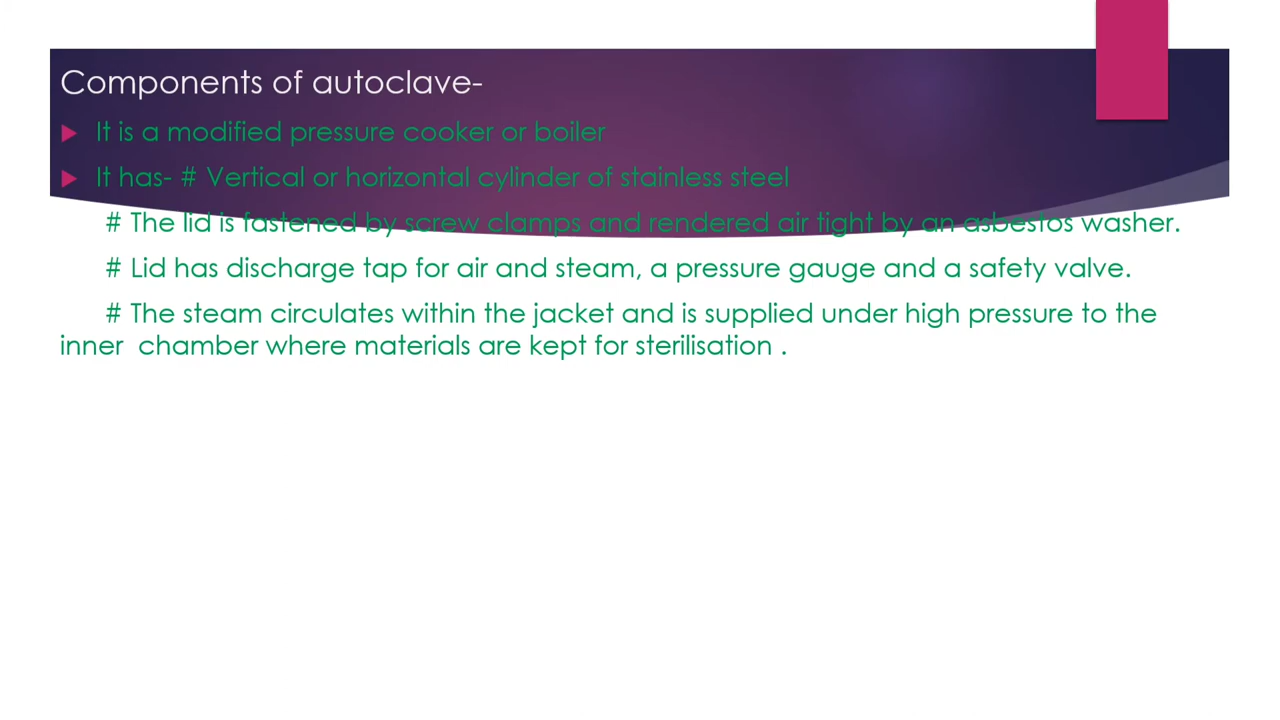 Components of autoclave-
It is a modified pressure cooker or boiler
It has- # Vertical or horizontal cylinder of stainless steel
# The lid is fastened by screw clamps and rendered air tight by an asbestos washer.
# Lid has discharge tap for air and steam, a pressure gauge and a safety valve.
# The steam circulates within the jacket and is supplied under high pressure to the
inner chamber where materials are kept for sterilisation .